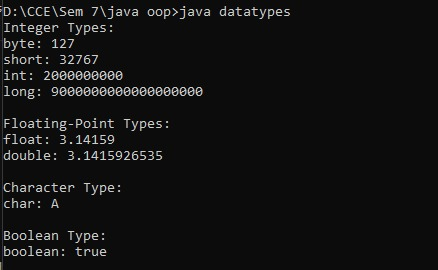 D:\CCE\Sem 7\java oop>java datatypes
Integer Types:
byte: 127
short: 32767
int: 2000000000
long: 9000000000000000000
Floating-Point Types:
float: 3.14159
double: 3.1415926535
Character Type:
char: A
Boolean Type:
boolean: true